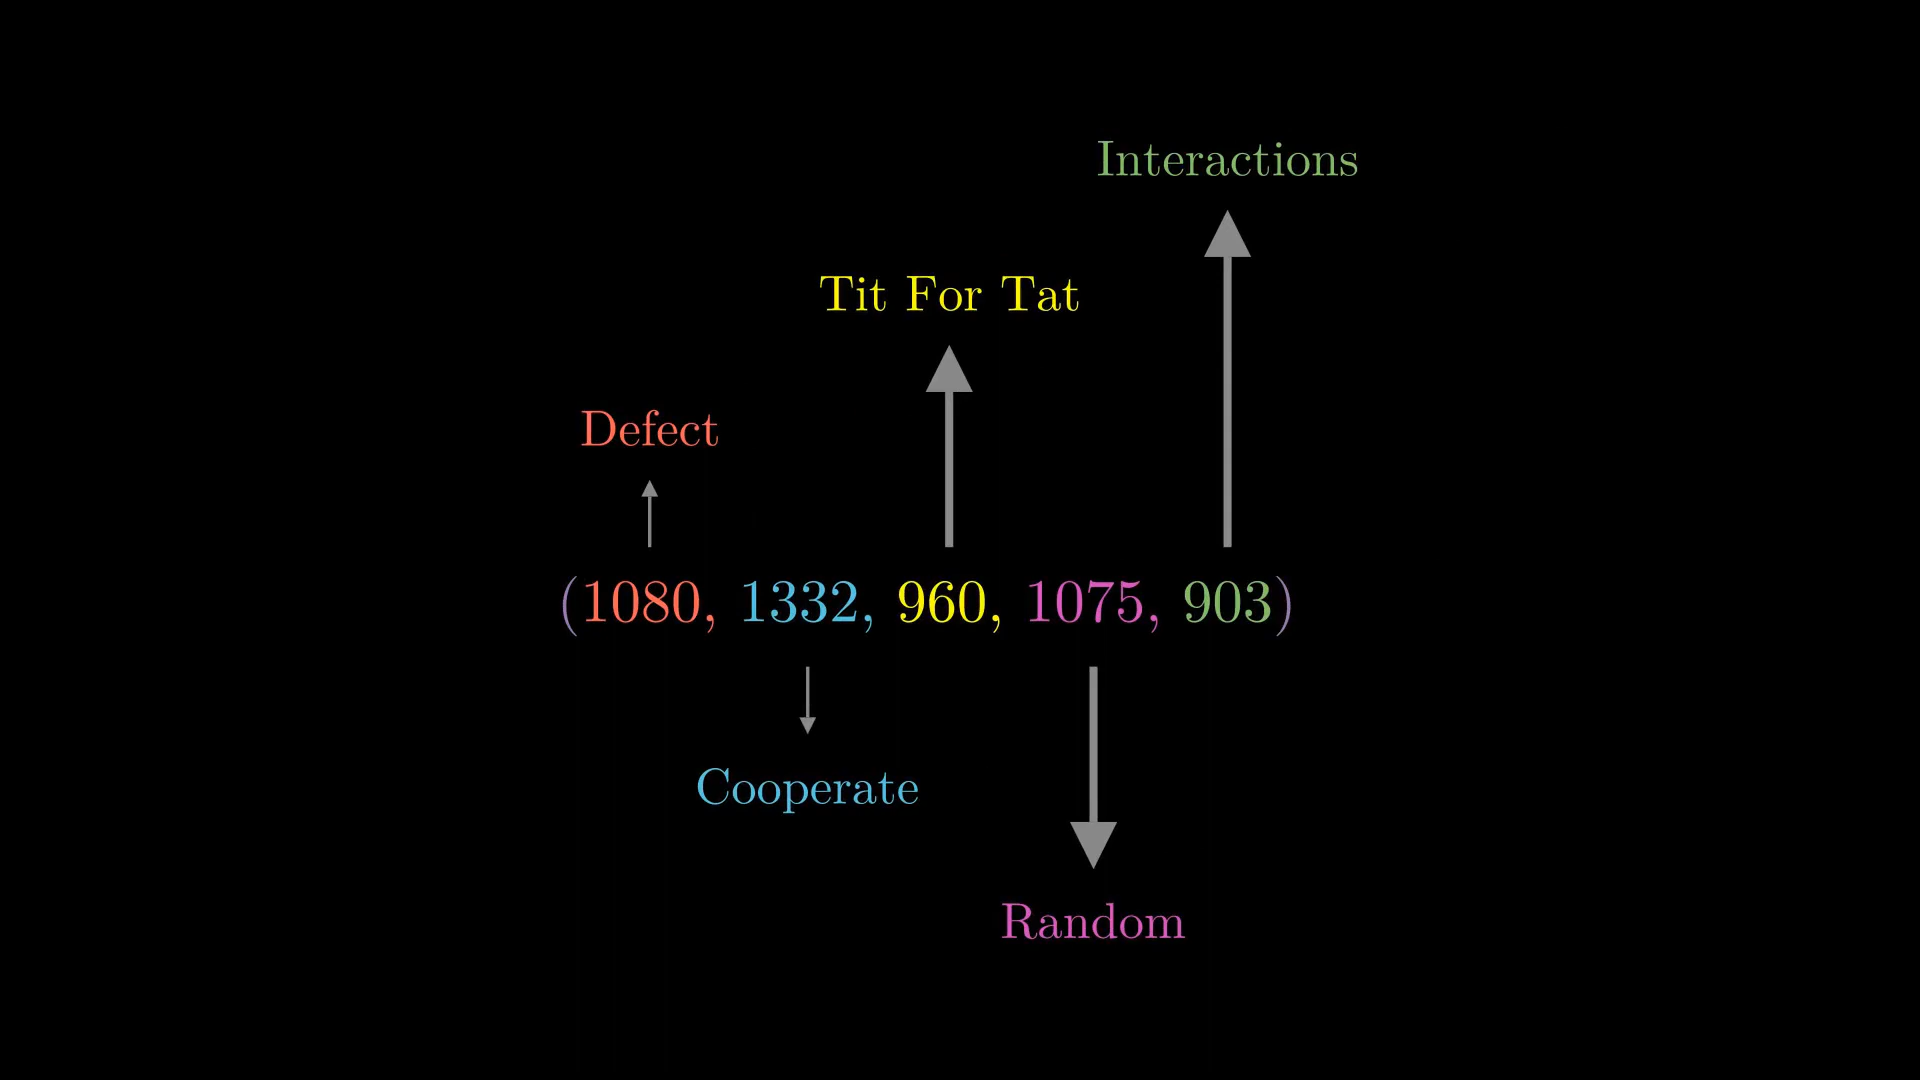 Interactions
Tit For Tat
Defect
(1080, 1332, 960, 1075, 903)
Cooperate
Random